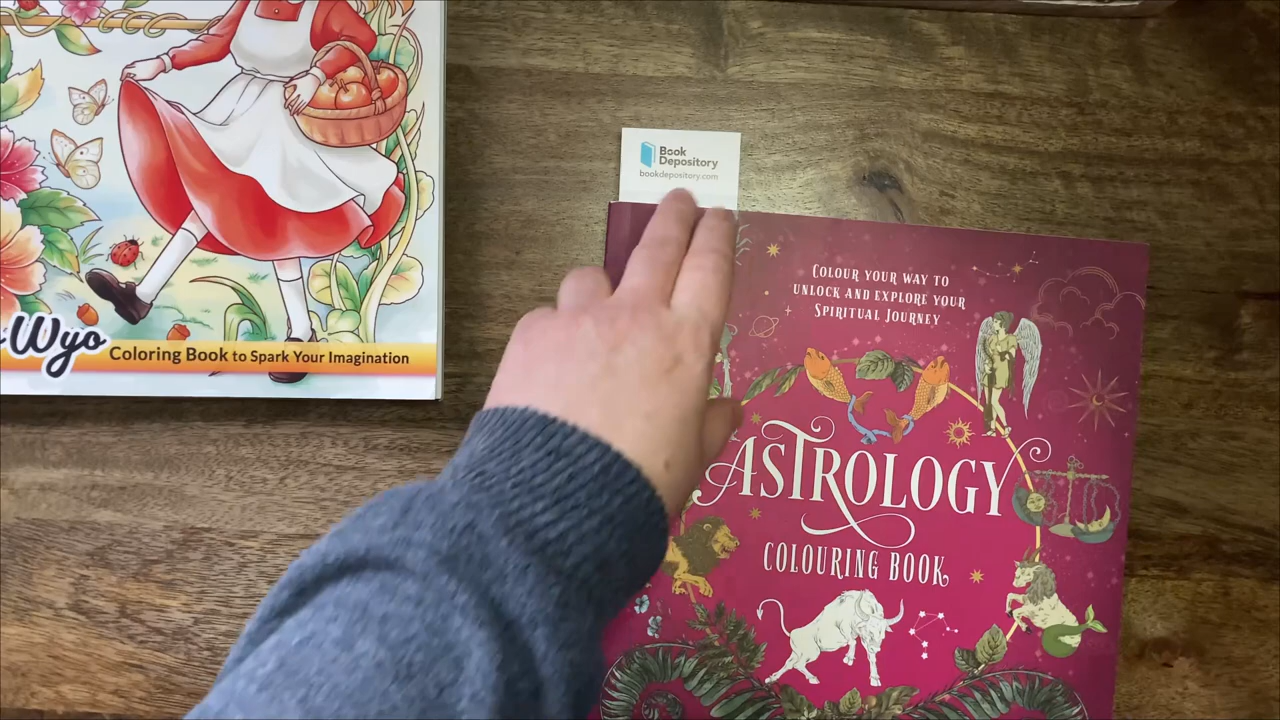 Wyo
Coloring Book to Spark Your Imagination
Book
Depository
bookdepository.com
COLOUR YOUR WAY TO
UNLOCK AND EXPLORE YOUR
SPIRITUAL JOURNEY
ASTROLOGY
COLOURING BOOK